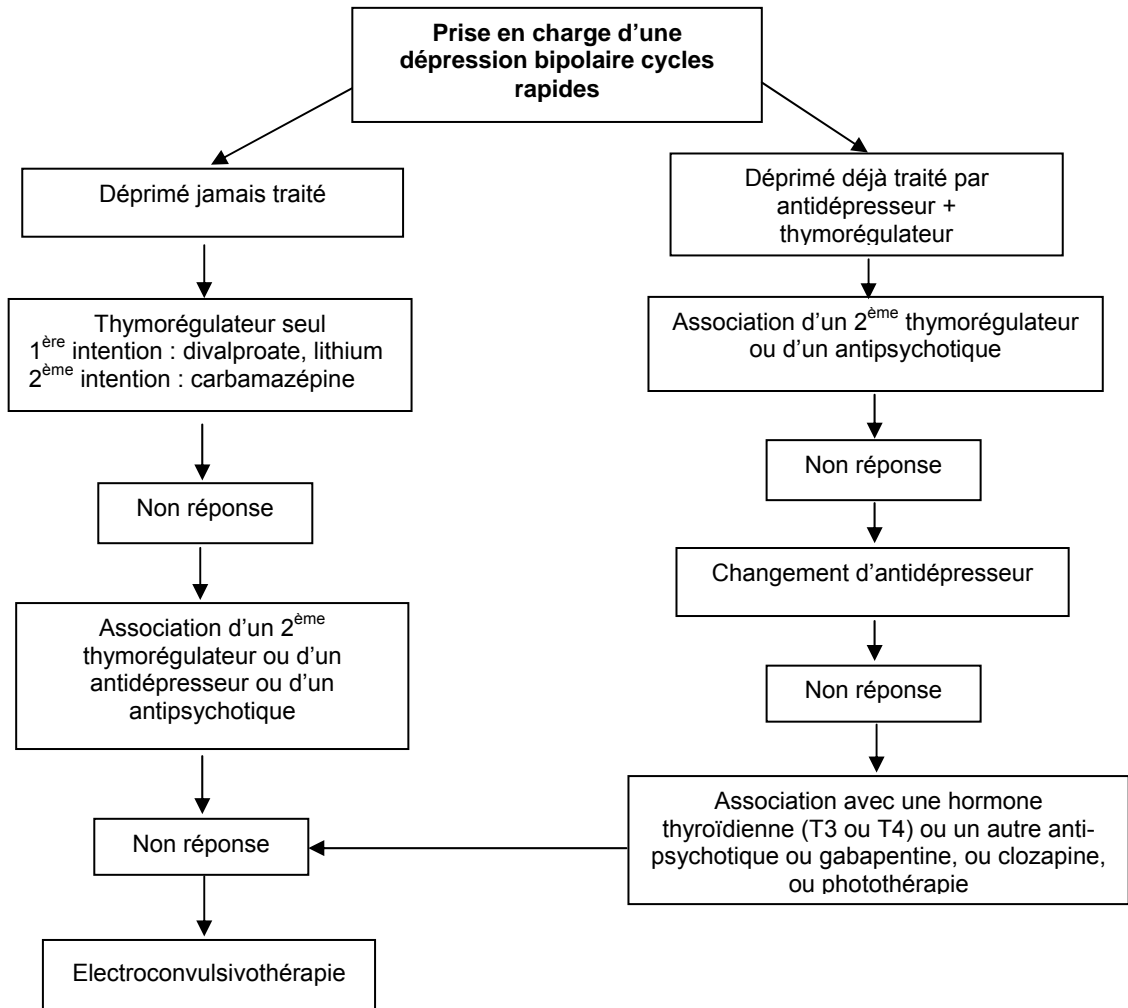 Prise en charge d’une
dépression bipolaire cycles
rapides
Déprimé jamais traité
Thymorégulateur seul
1ère intention : divalproate, lithium
2ème intention : carbamazépine
Non réponse
Association d’un 2ème
thymorégulateur ou d’un
antidépresseur ou d’un
antipsychotique
Non réponse
Electroconvulsivothérapie
Déprimé déjà traité par
antidépresseur +
thymorégulateur
Association d’un 2ème thymorégulateur
ou d’un antipsychotique
Non réponse
Changement d’antidépresseur
Non réponse
Association avec une hormone
thyroïdienne (T3 ou T4) ou un autre anti-
psychotique ou gabapentine, ou clozapine,
ou photothérapie